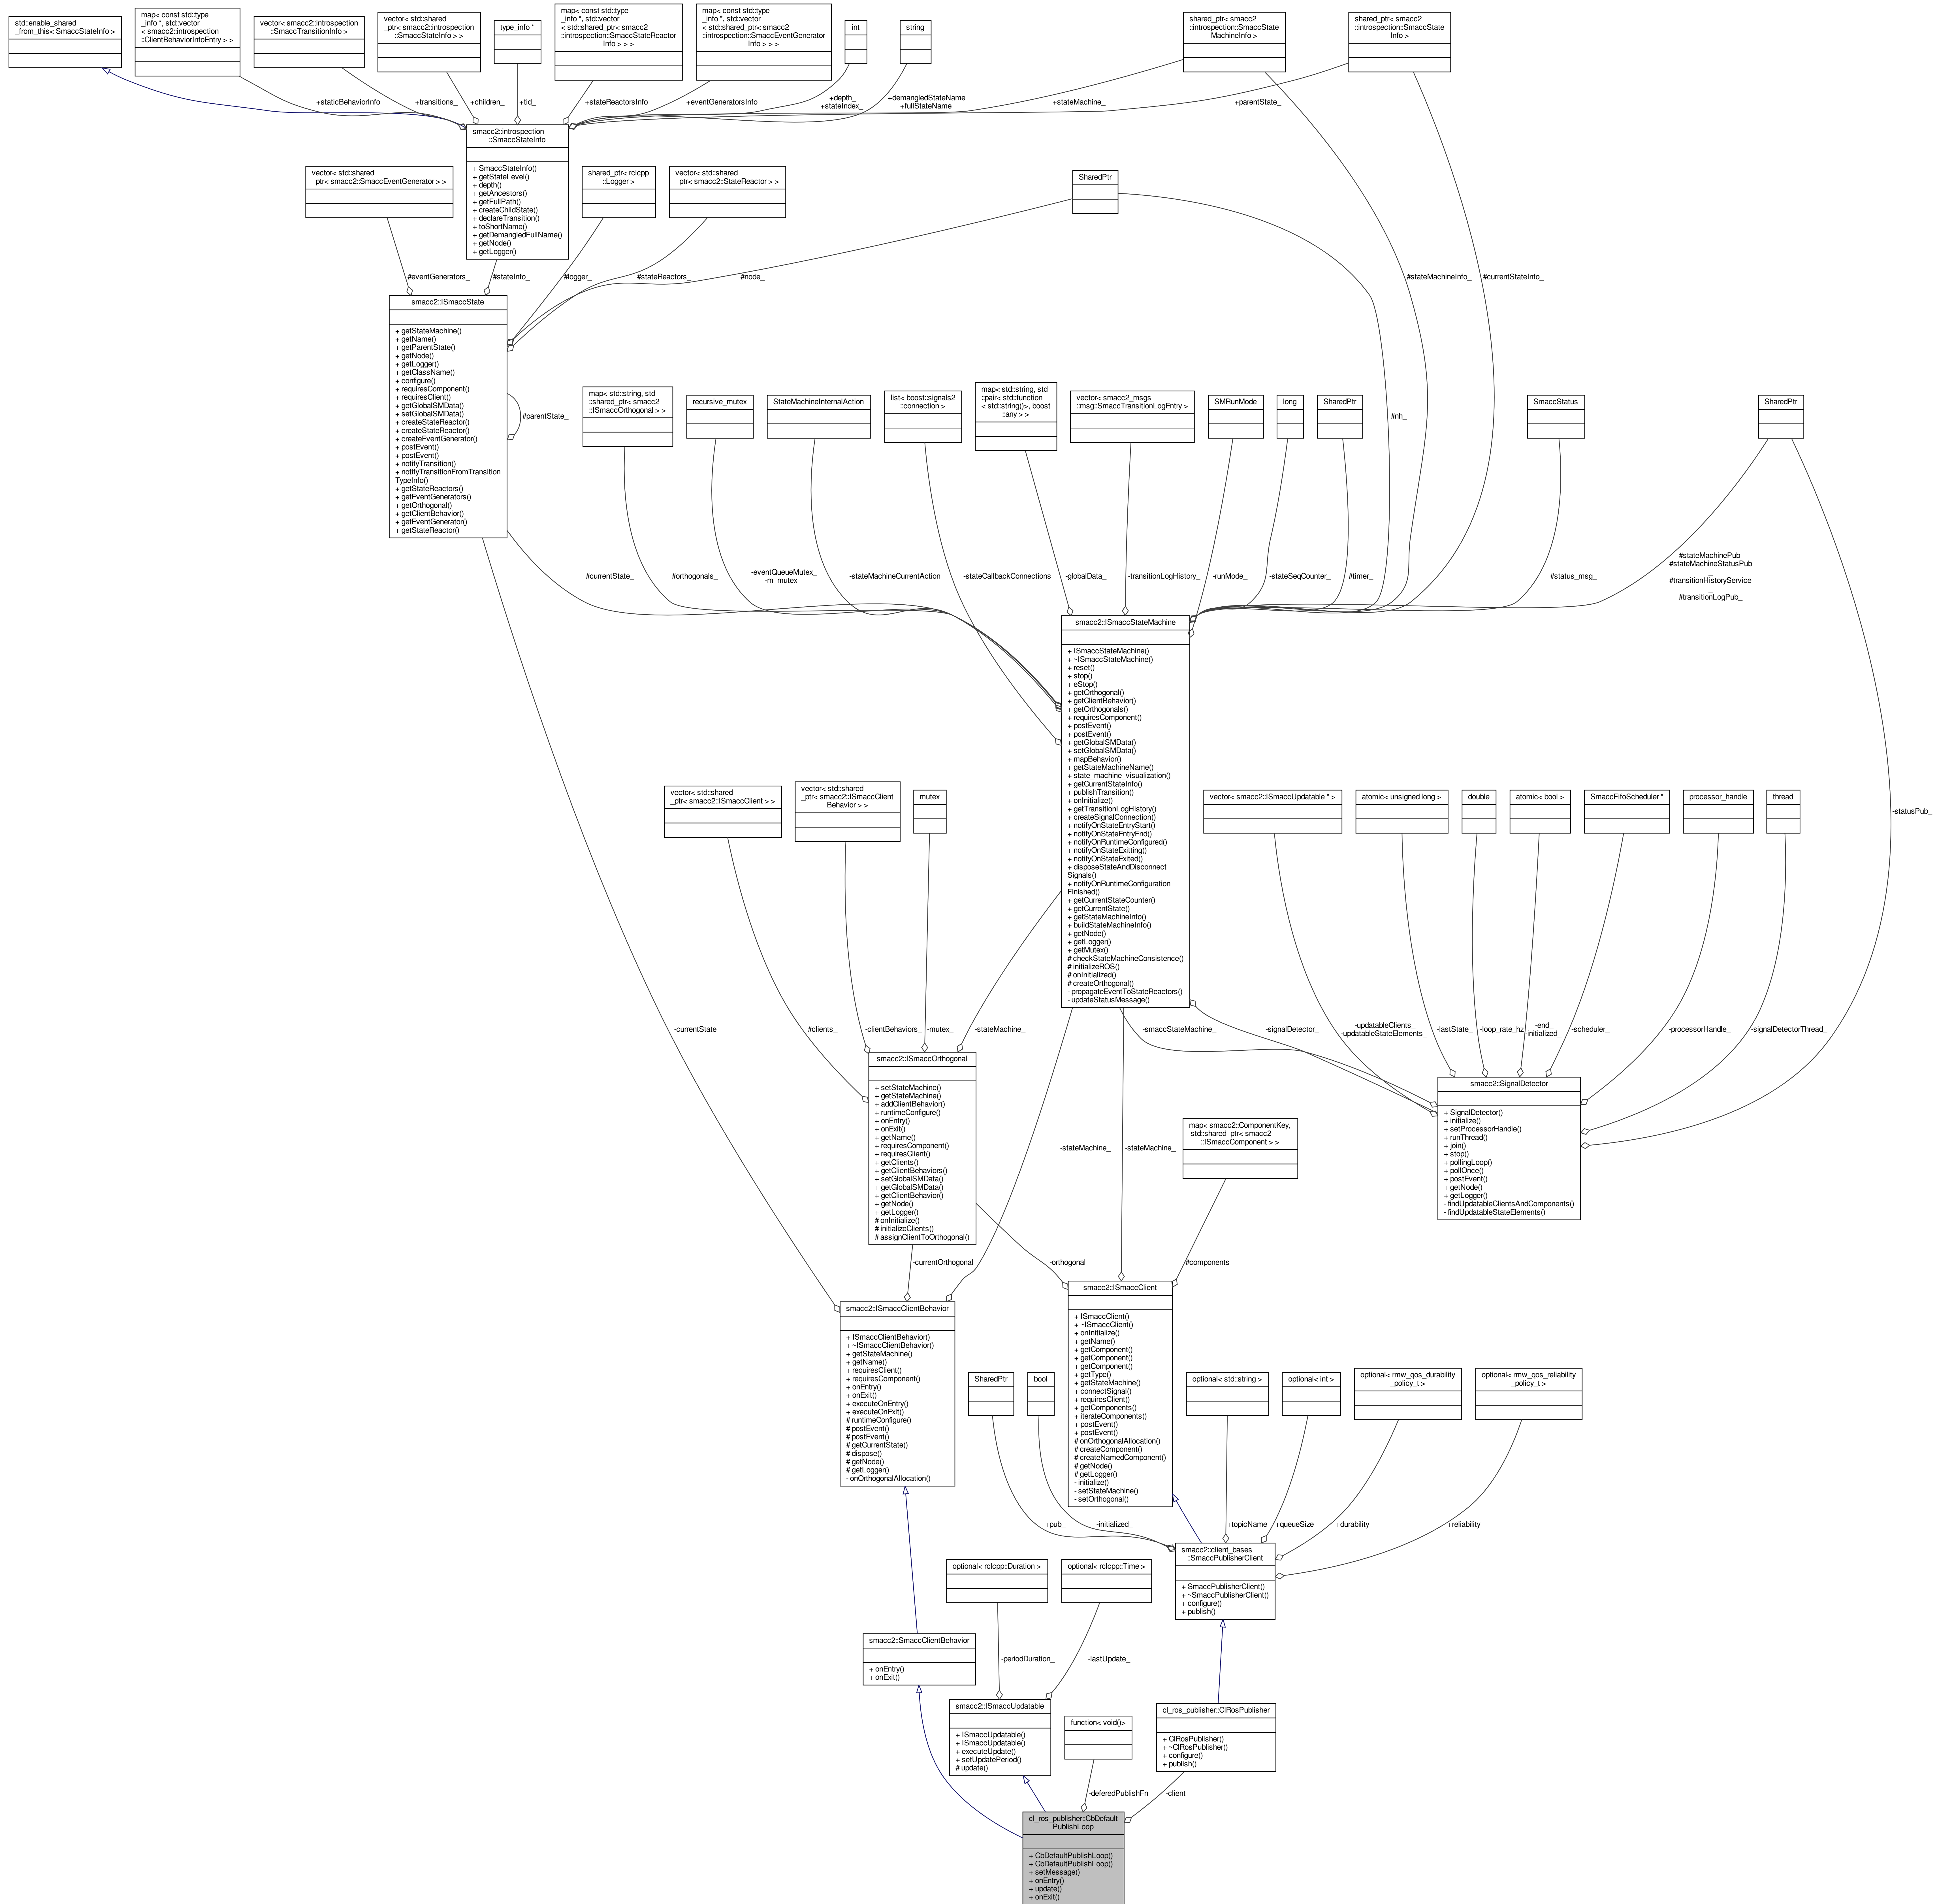 std::enable_shared
_from_this< SmaccStateInfo >
map< const std::type
_info *, std::vector
< smacc2::introspection
::ClientBehaviorInfoEntry > >
vector< smacc2::introspection
::SmaccTransitionInfo >
vector< std::shared
_ptr< smacc2::introspection
::SmaccStateInfo > >
type_info *
map< const std::type
_info *, std::vector
< std::shared_ptr< smacc2
::introspection::SmaccStateReactor
Info > > >
map< const std::type
_info *, std::vector
< std::shared_ptr< smacc2
::introspection::SmaccEventGenerator
Info > > >
int
string
shared_ptr< smacc2
::introspection::SmaccState
MachineInfo >
shared_ptr< smacc2
::introspection::SmaccState
Info >
+staticBehaviorInfo
+transitions_
+children_
+tid_
+stateReactorsInfo
+eventGeneratorsInfo
+depth_
+stateIndex_
+demangledStateName
+fullStateName
+stateMachine_
+parentState_
smacc2::introspection
::SmaccStateInfo
+ SmaccStateInfo()
+ getStateLevel()
+ depth()
+ getAncestors()
+ getFullPath()
+ createChildState()
+ declareTransition()
+ toShortName()
+ getDemangledFullName()
+ getNode()
+ getLogger()
vector< std::shared
_ptr< smacc2::SmaccEventGenerator > >
shared_ptr< rclcpp
::Logger >
vector< std::shared
_ptr< smacc2::StateReactor > >
SharedPtr
#eventGenerators_
#stateInfo_
#logger_
#stateReactors_
#node_
#stateMachineInfo_
#currentStateInfo_
smacc2::ISmaccState
+ getStateMachine()
+ getName()
+ getParentState()
+ getNode()
+ getLogger()
+ getClassName()
+ configure()
+ requiresComponent()
+ requiresClient()
+ getGlobalSMData()
+ setGlobalSMData()
+ createStateReactor()
+ createStateReactor()
+ createEventGenerator()
+ postEvent()
+ postEvent()
+ notifyTransition()
+ notifyTransitionFromTransition
TypeInfo()
+ getStateReactors()
+ getEventGenerators()
+ getOrthogonal()
+ getClientBehavior()
+ getEventGenerator()
+ getStateReactor()
#parentState_
map< std::string, std
::shared_ptr< smacc2
::ISmaccOrthogonal > >
recursive_mutex
StateMachineInternalAction
list< boost::signals2
::connection >
map< std::string, std
::pair< std::function
< std::string()>, boost
::any > >
vector< smacc2_msgs
::msg::SmaccTransitionLogEntry >
SMRunMode
long
SharedPtr
#nh_
SmaccStatus
SharedPtr
#currentState_
#orthogonals_
-eventQueueMutex_
-m_mutex_
-stateMachineCurrentAction
-stateCallbackConnections
-globalData_
-transitionLogHistory_
-runMode_
-stateSeqCounter_
#timer_
#status_msg_
#stateMachinePub_
#stateMachineStatusPub
_
#transitionHistoryService
_
#transitionLogPub_
smacc2::ISmaccStateMachine
+ ISmaccStateMachine()
+ ~ISmaccStateMachine()
+ reset()
+ stop()
+ eStop()
+ getOrthogonal()
+ getClientBehavior()
+ getOrthogonals()
+ requiresComponent()
+ postEvent()
+ postEvent()
+ getGlobalSMData()
+ setGlobalSMData()
+ mapBehavior()
+ getStateMachineName()
+ state_machine_visualization()
+ getCurrentStateInfo()
+ publishTransition()
+ onInitialize()
+ getTransitionLogHistory()
+ createSignalConnection()
+ notifyOnStateEntryStart()
+ notifyOnStateEntryEnd()
+ notifyOnRuntimeConfigured()
+ notifyOnStateExitting()
+ notifyOnStateExited()
+ disposeStateAndDisconnect
Signals()
+ notifyOnRuntimeConfiguration
Finished()
+ getCurrentStateCounter()
+ getCurrentState()
+ getStateMachineInfo()
+ buildStateMachineInfo()
+ getNode()
+ getLogger()
+ getMutex()
# checkStateMachineConsistence()
# initializeROS()
# onInitialized()
# createOrthogonal()
- propagateEventToStateReactors()
- updateStatusMessage()
vector< std::shared
_ptr< smacc2::ISmaccClient > >
vector< std::shared
_ptr< smacc2::ISmaccClient
Behavior > >
mutex
vector< smacc2::ISmaccUpdatable * >
atomic< unsigned long >
double
atomic< bool >
SmaccFifoScheduler *
processor_handle
thread
-statusPub_
-currentState
#clients_
-clientBehaviors_
-mutex_
-stateMachine_
-smaccStateMachine_
-signalDetector_
-updatableClients_
-updatableStateElements_
-lastState_
-loop_rate_hz
-end_
-initialized_
-scheduler_
-processorHandle_
-signalDetectorThread_
smacc2::ISmaccOrthogonal
+ setStateMachine()
+ getStateMachine()
+ addClientBehavior()
+ runtimeConfigure()
+ onEntry()
+ onExit()
+ getName()
+ requiresComponent()
+ requiresClient()
+ getClients()
+ getClientBehaviors()
+ setGlobalSMData()
+ getGlobalSMData()
+ getClientBehavior()
+ getNode()
+ getLogger()
# onInitialize()
# initializeClients()
# assignClientToOrthogonal()
smacc2::SignalDetector
+ SignalDetector()
+ initialize()
+ setProcessorHandle()
+ runThread()
+ join()
+ stop()
+ pollingLoop()
+ pollOnce()
+ postEvent()
+ getNode()
+ getLogger()
- findUpdatableClientsAndComponents()
- findUpdatableStateElements()
-stateMachine_
-stateMachine_
map< smacc2::ComponentKey,
std::shared_ptr< smacc2
::ISmaccComponent > >
-currentOrthogonal
-orthogonal_
#components_
smacc2::ISmaccClientBehavior
+ ISmaccClientBehavior()
+ ~ISmaccClientBehavior()
+ getStateMachine()
+ getName()
+ requiresClient()
+ requiresComponent()
+ onEntry()
+ onExit()
+ executeOnEntry()
+ executeOnExit()
# runtimeConfigure()
# postEvent()
# postEvent()
# getCurrentState()
# dispose()
# getNode()
# getLogger()
- onOrthogonalAllocation()
smacc2::ISmaccClient
+ ISmaccClient()
+ ~ISmaccClient()
+ onInitialize()
+ getName()
+ getComponent()
+ getComponent()
+ getComponent()
+ getType()
+ getStateMachine()
+ connectSignal()
+ requiresClient()
+ getComponents()
+ iterateComponents()
+ postEvent()
+ postEvent()
# onOrthogonalAllocation()
# createComponent()
# createNamedComponent()
# getNode()
# getLogger()
- initialize()
- setStateMachine()
- setOrthogonal()
SharedPtr
bool
optional< std::string >
optional< int >
optional< rmw_qos_durability
_policy_t >
optional< rmw_qos_reliability
_policy_t >
+pub_
-initialized_
+topicName
+queueSize
+durability
+reliability
smacc2::client_bases
::SmaccPublisherClient
+ SmaccPublisherClient()
+ ~SmaccPublisherClient()
+ configure()
+ publish()
optional< rclcpp::Duration >
optional< rclcpp::Time >
smacc2::SmaccClientBehavior
+ onEntry()
+ onExit()
-periodDuration_
-lastUpdate_
smacc2::ISmaccUpdatable
+ ISmaccUpdatable()
+ ISmaccUpdatable()
+ executeUpdate()
+ setUpdatePeriod()
# update()
function< void()>
cl_ros_publisher::ClRosPublisher
+ ClRosPublisher()
+ ~ClRosPublisher()
+ configure()
+ publish()
-deferedPublishFn_
-client_
cl_ros_publisher::CbDefault
PublishLoop
+ CbDefaultPublishLoop()
+ CbDefaultPublishLoop()
+ setMessage()
+ onEntry()
+ update()
+ onExit()